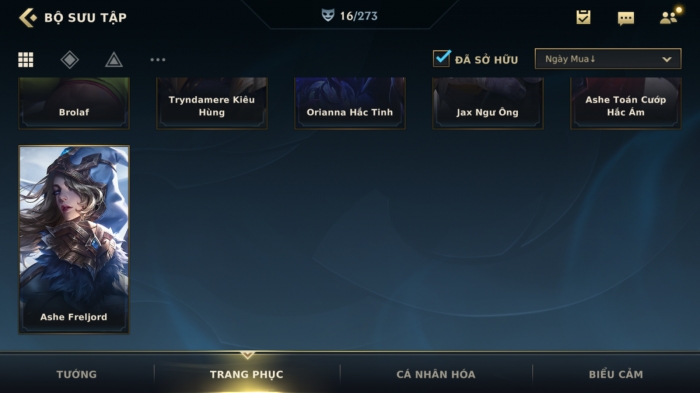 BỘ SƯU TẬP
16/273
ĐÃ SỞ HỮU
Ngày Mua↓
Brolaf
Tryndamere Kiêu
Hùng
Orianna Hắc Tinh
Jax Ngư Ông
Ashe Toán Cướp
Hắc Ám
Ashe Freljord
TƯỚNG
TRANG PHỤC
CÁ NHÂN HÓA
BIỂU CẢM